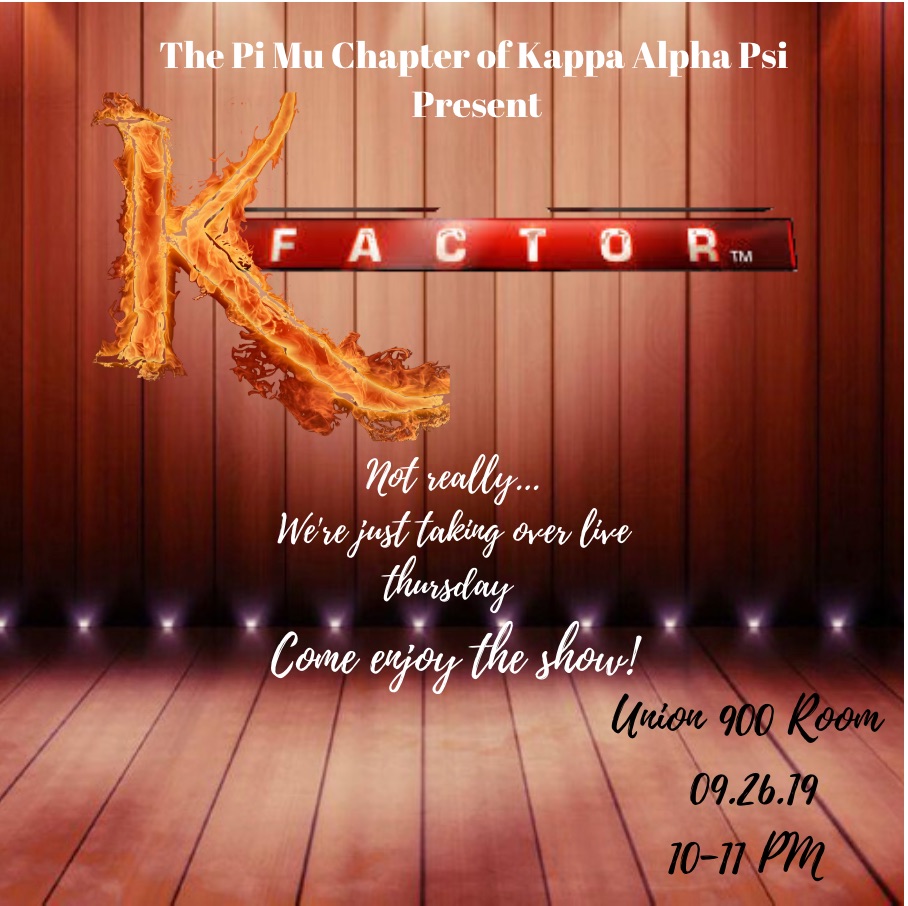 The Pi Mu Chapter of Kappa Alpha Psi
Present
K FACTOR TM
Not really...
We're just taking over live
thursday
Come enjoy the show!
Union 900 Room
09.26.19
10-11 PM